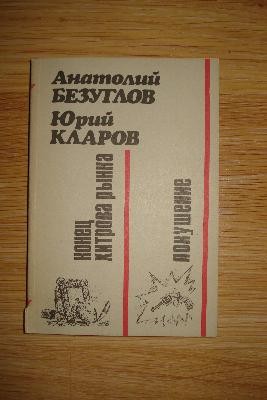 Анатолий
БЕЗУГЛОВ
Юрий
КЛАРОВ
КОНЕЦ
ХИТРОВА РЫНКА
ПОКУШЕНИЕ